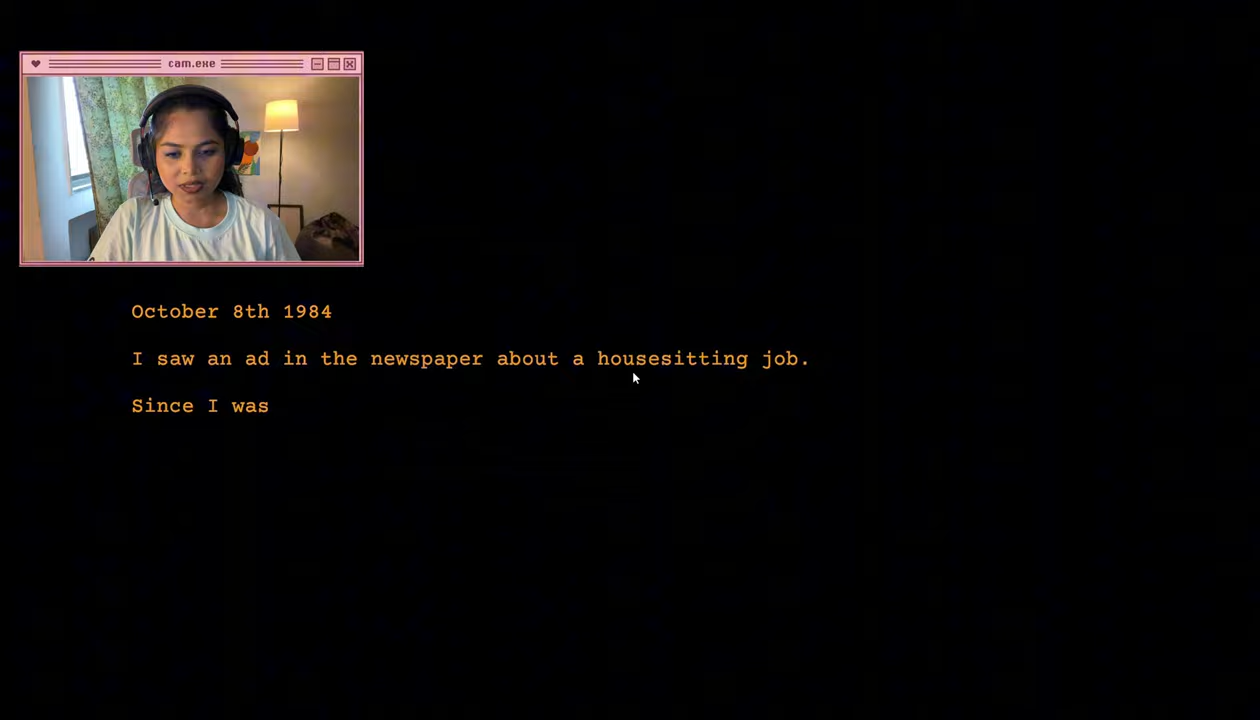 cam.exe
October 8th 1984
I saw an ad in the newspaper about a housesitting job.
Since I was